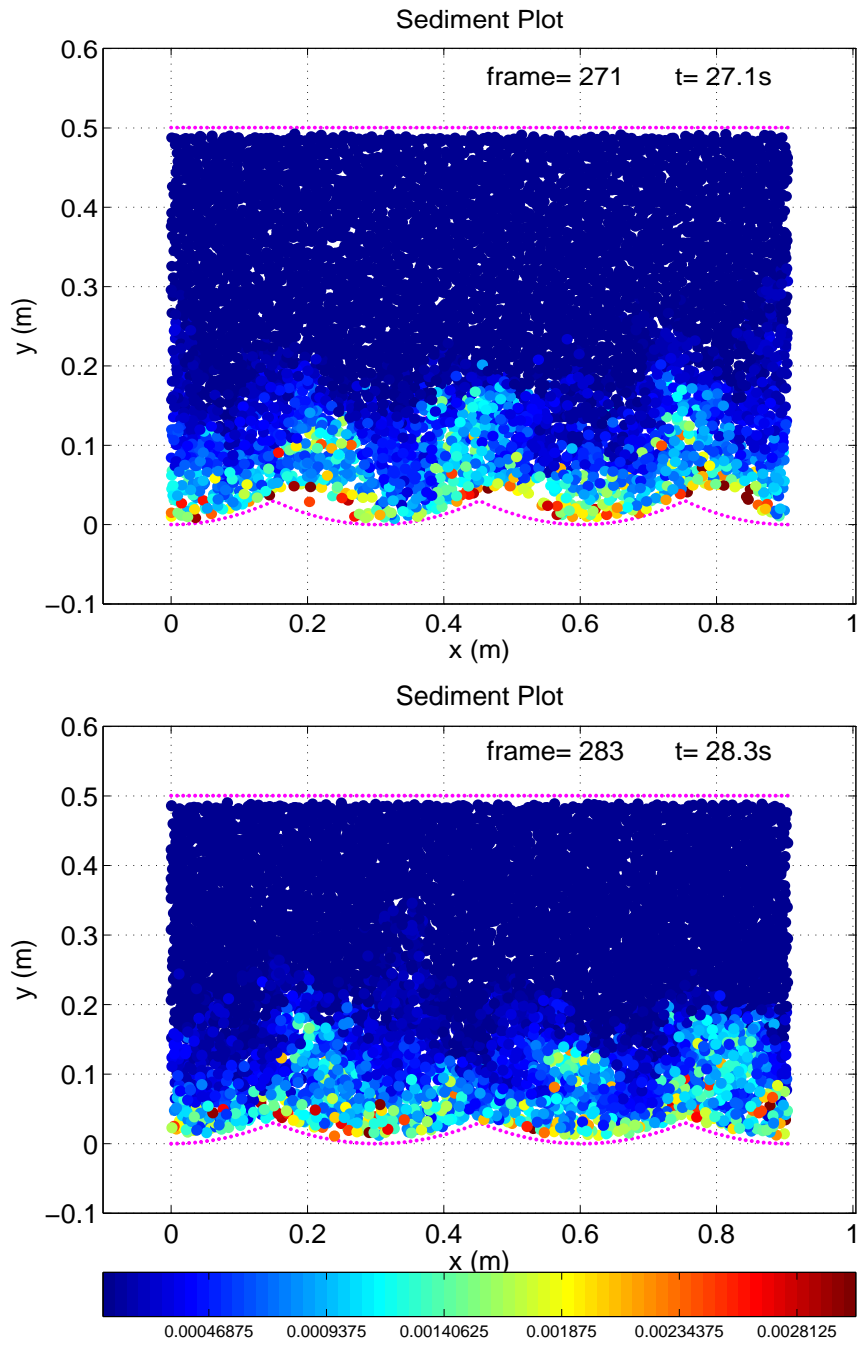 Sediment Plot
frame= 271 t= 27.1s
0.6
0.5
0.4
0.3
0.2
0.1
0
−0.1
y (m)
0 0.2 0.4 0.6 0.8 1
x (m)
Sediment Plot
frame= 283 t= 28.3s
0.6
0.5
0.4
0.3
0.2
0.1
0
−0.1
y (m)
0 0.2 0.4 0.6 0.8 1
x (m)
0.00046875 0.0009375 0.00140625 0.001875 0.00234375 0.0028125